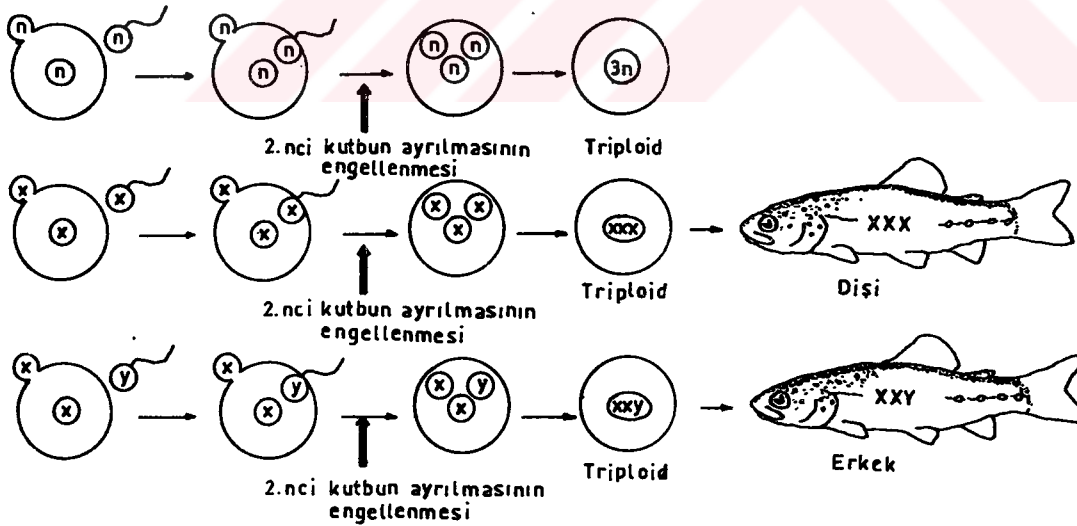 n n n n n n n n 3n
2.nci kutbun ayrılmasının
engellenmesi
Triploid
x x x x x x x x x xxx XXX
2.nci kutbun ayrılmasının
engellenmesi
Triploid
Dişi
x x y x x y x x y xxy XXY
2.nci kutbun ayrılmasının
engellenmesi
Triploid
Erkek